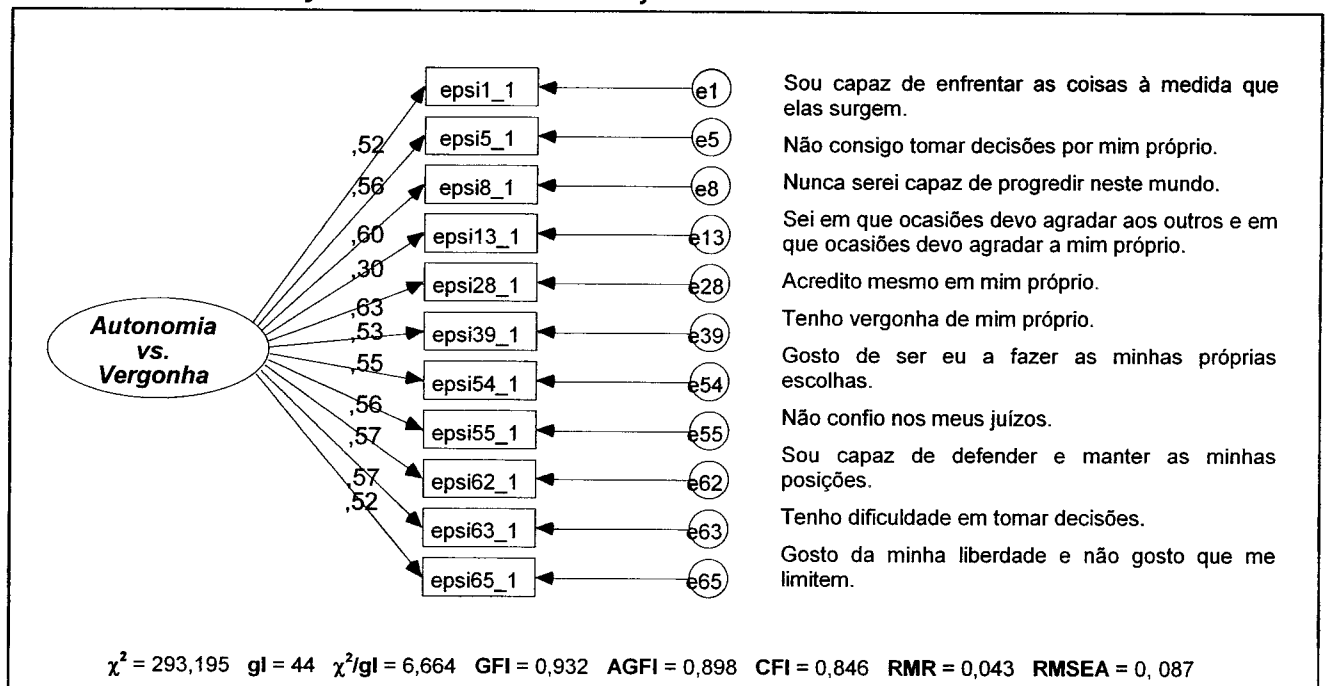 epsi1_1 e1 Sou capaz de enfrentar as coisas à medida que
elas surgem.
,52
epsi5_1 e5 Não consigo tomar decisões por mim próprio.
,56
epsi8_1 e8 Nunca serei capaz de progredir neste mundo.
,60
epsi13_1 e13 Sei em que ocasiões devo agradar aos outros e em
que ocasiões devo agradar a mim próprio.
,30
epsi28_1 e28 Acredito mesmo em mim próprio.
,63
Autonomia
vs.
Vergonha
,53
epsi39_1 e39 Tenho vergonha de mim próprio.
,55
epsi54_1 e54 Gosto de ser eu a fazer as minhas próprias
escolhas.
,56
epsi55_1 e55 Não confio nos meus juízos.
,57
epsi62_1 e62 Sou capaz de defender e manter as minhas
posições.
,57
epsi63_1 e63 Tenho dificuldade em tomar decisões.
,52
epsi65_1 e65 Gosto da minha liberdade e não gosto que me
limitem.
χ² = 293,195 gl = 44 χ²/gl = 6,664 GFI = 0,932 AGFI = 0,898 CFI = 0,846 RMR = 0,043 RMSEA = 0, 087